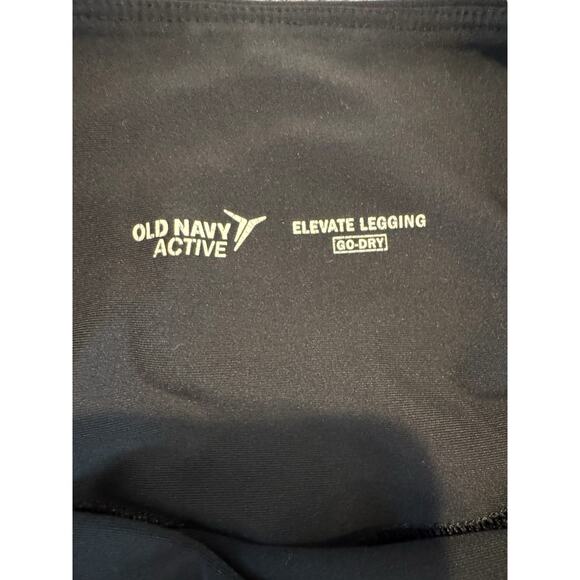 OLD NAVY
ACTIVE
ELEVATE LEGGING
GO-DRY